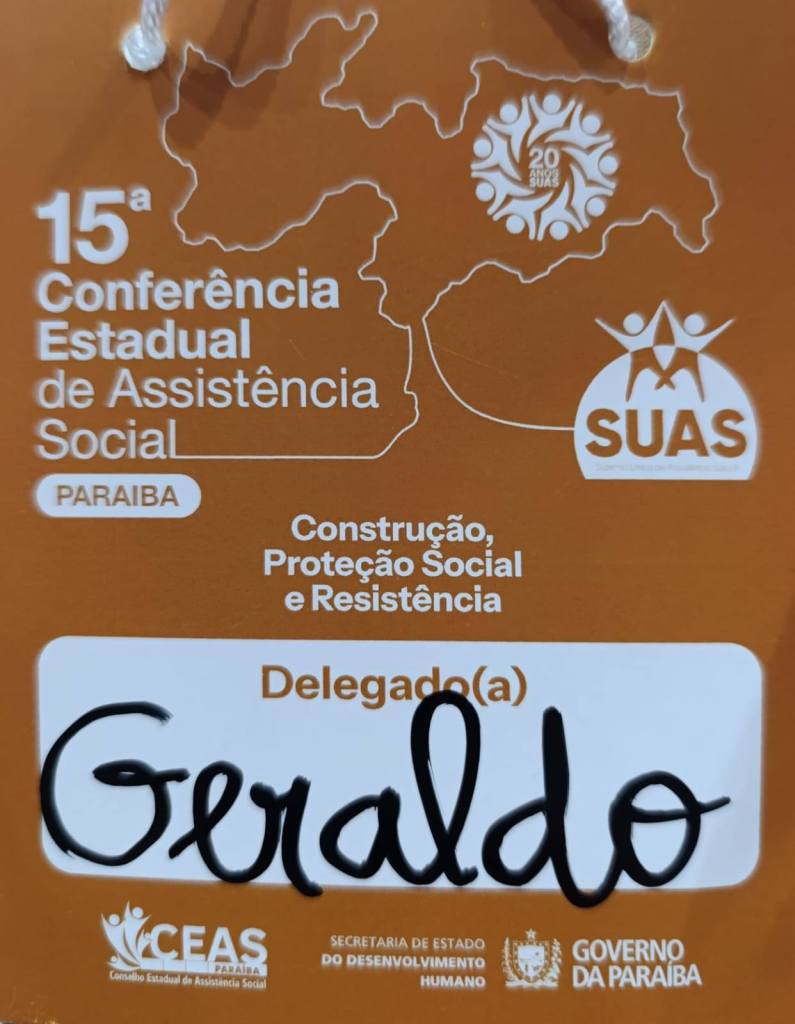 20
ANOS
SUAS
15ª
Conferência
Estadual
de Assistência
Social
PARAIBA
SUAS
Construção,
Proteção Social
e Resistência
Delegado(a)
Geraldo
CEAS
PARAÍBA
Conselho Estadual de Assistência Social
SECRETARIA DE ESTADO
DO DESENVOLVIMENTO
HUMANO
GOVERNO
DA PARAÍBA